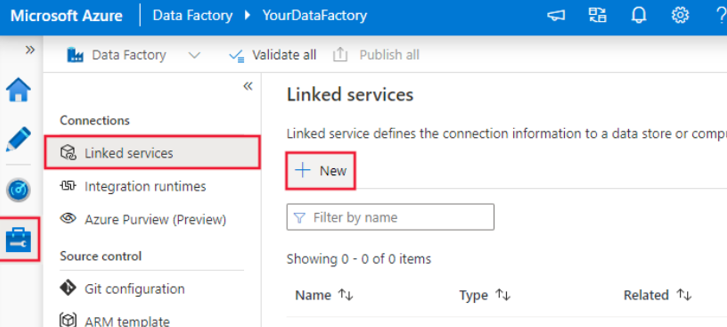 Microsoft Azure Data Factory YourDataFactory
Data Factory Validate all Publish all
Connections
Linked services
Integration runtimes
Azure Purview (Preview)
Source control
Git configuration
ARM template
Linked services
Linked service defines the connection information to a data store or
New
Filter by name
Showing 0 - 0 of 0 items
Name Type Related